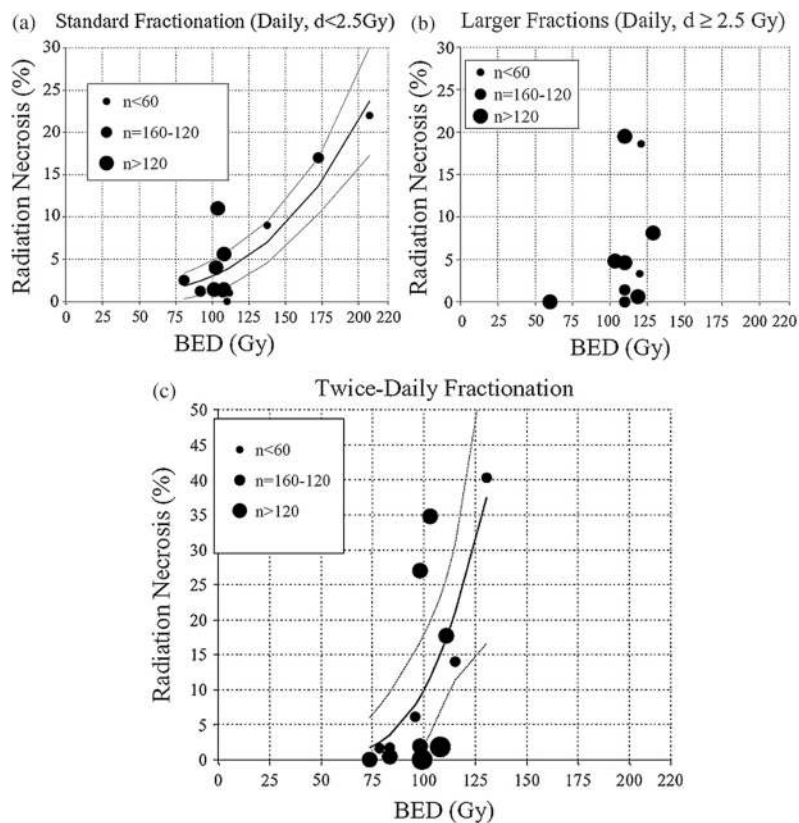 (a) Standard Fractionation (Daily, d<2.5Gy)
30
25
20
15
10
5
0
Radiation Necrosis (%)
n<60
n=160-120
n>120
0 25 50 75 100 125 150 175 200 220
BED (Gy)
(b) Larger Fractions (Daily, d ≥ 2.5 Gy)
30
25
20
15
10
5
0
Radiation Necrosis (%)
n<60
n=160-120
n>120
0 25 50 75 100 125 150 175 200 220
BED (Gy)
(c) Twice-Daily Fractionation
50
45
40
35
30
25
20
15
10
5
0
Radiation Necrosis (%)
n<60
n=160-120
n>120
0 25 50 75 100 125 150 175 200 220
BED (Gy)